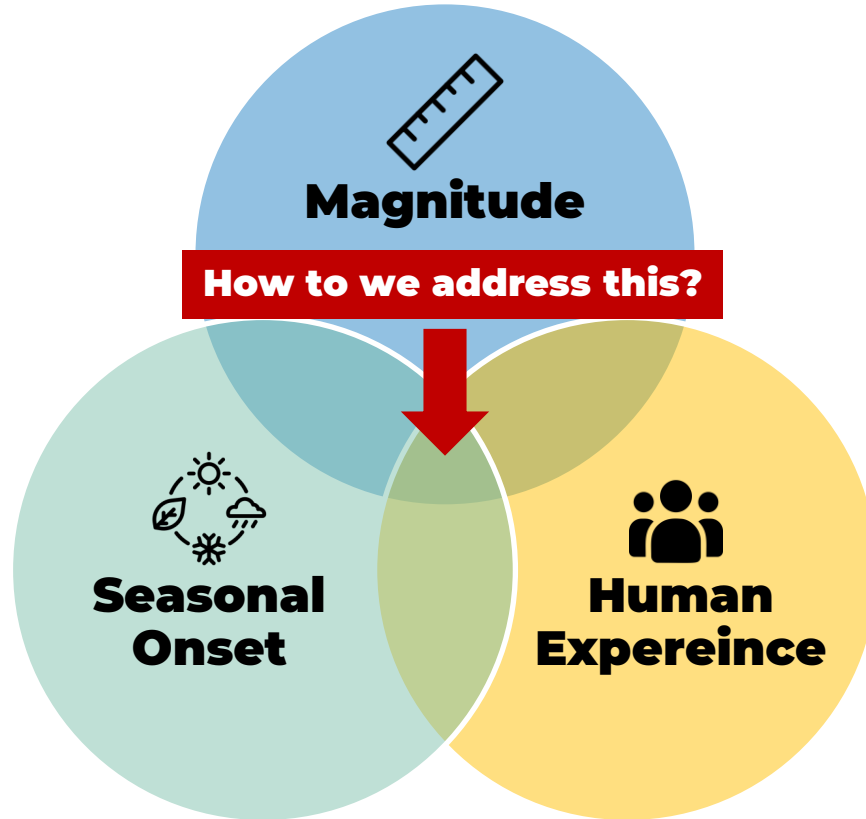 Magnitude
How to we address this?
Seasonal
Onset
Human
Expereince